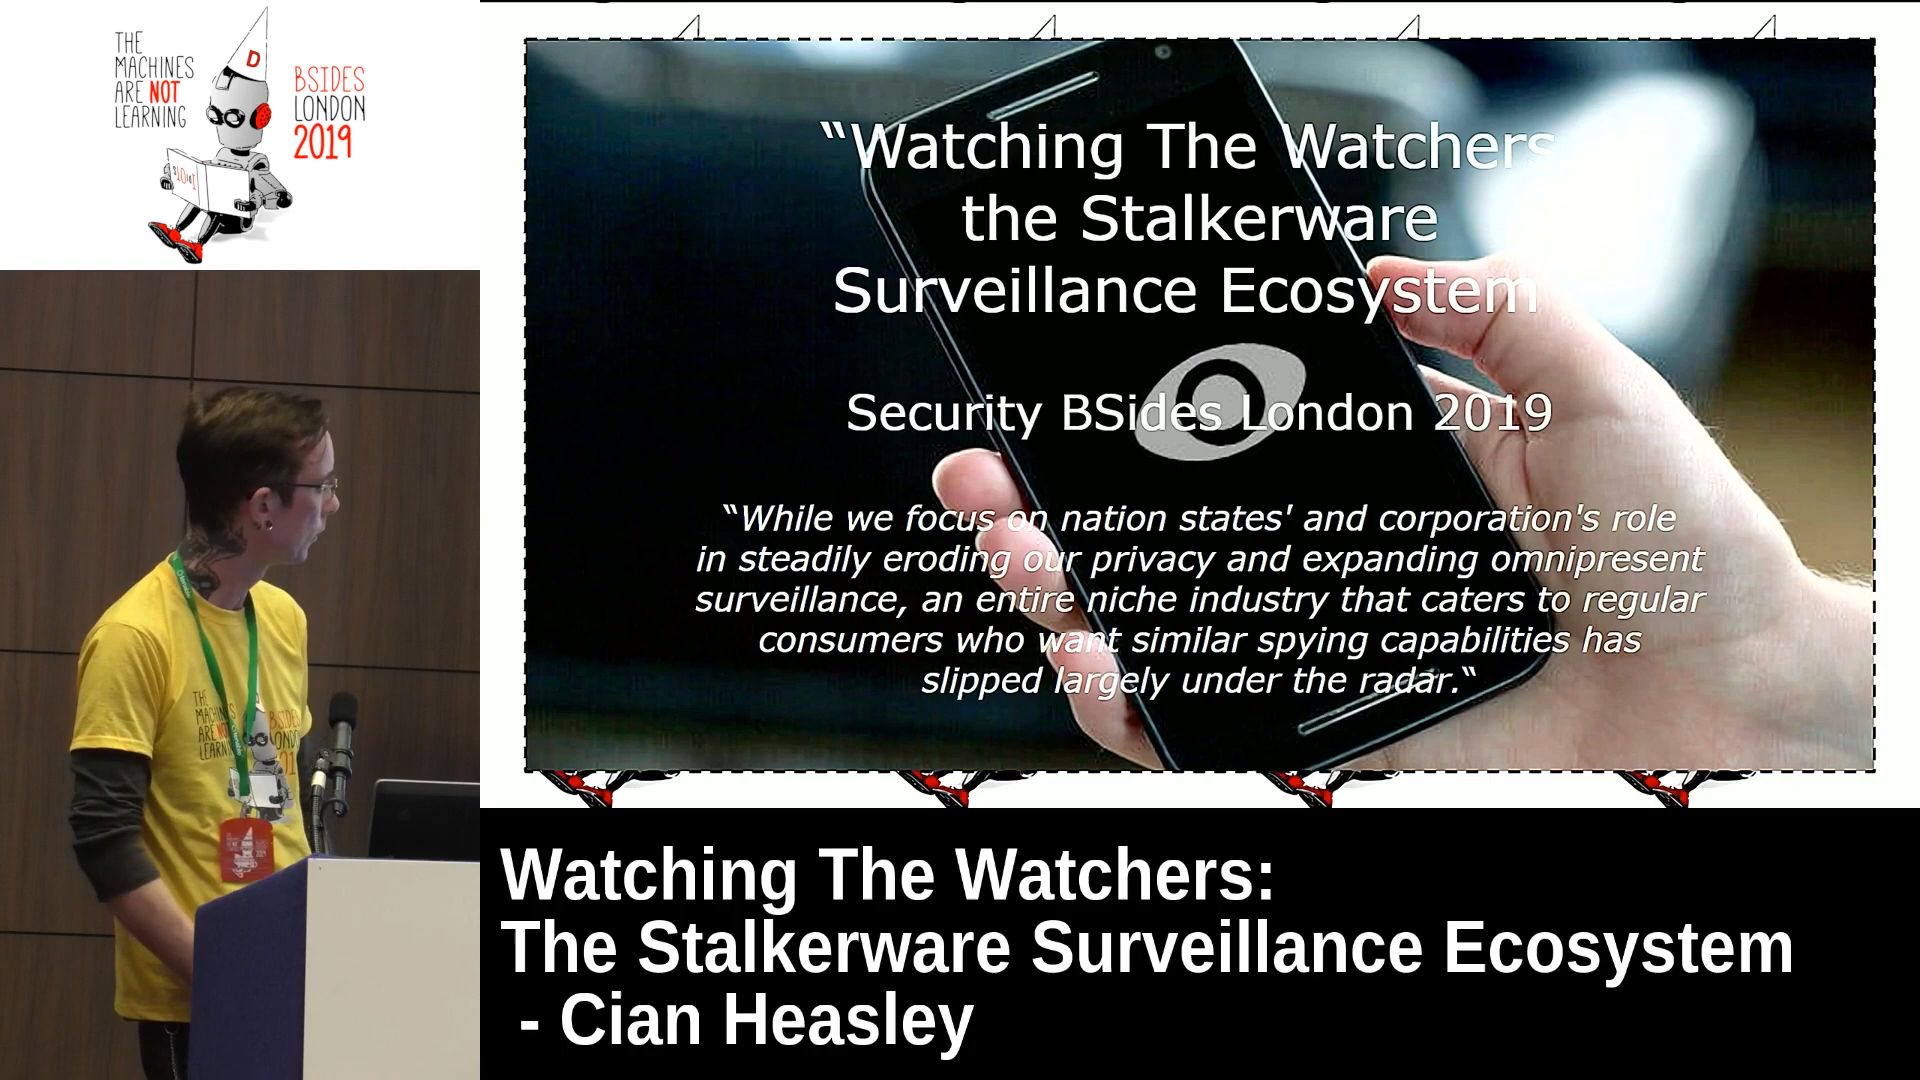 THE
MACHINES
ARE NOT
LEARNING
D
BSIDES
LONDON
2019
“Watching The Watchers
the Stalkerware
Surveillance Ecosystem
Security BSides London 2019
“While we focus on nation states' and corporation's role
in steadily eroding our privacy and expanding omnipresent
surveillance, an entire niche industry that caters to regular
consumers who want similar spying capabilities has
slipped largely under the radar.“
THE
ARE
BSIDES
Watching The Watchers:
The Stalkerware Surveillance Ecosystem
- Cian Heasley